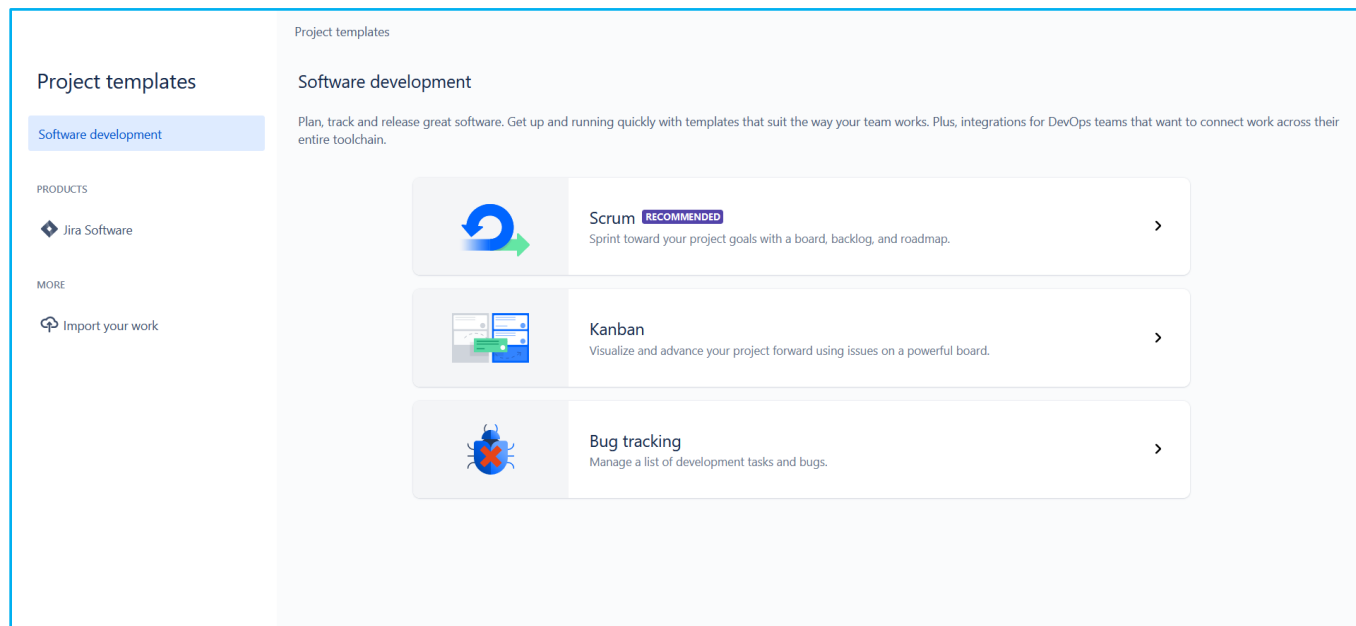 Project templates
Software development
PRODUCTS
Jira Software
MORE
Import your work
Project templates
Software development
Plan, track and release great software. Get up and running quickly with templates that suit the way your team works. Plus, integrations for DevOps teams that want to connect work across their
entire toolchain.
Scrum RECOMMENDED
Sprint toward your project goals with a board, backlog, and roadmap.
Kanban
Visualize and advance your project forward using issues on a powerful board.
Bug tracking
Manage a list of development tasks and bugs.